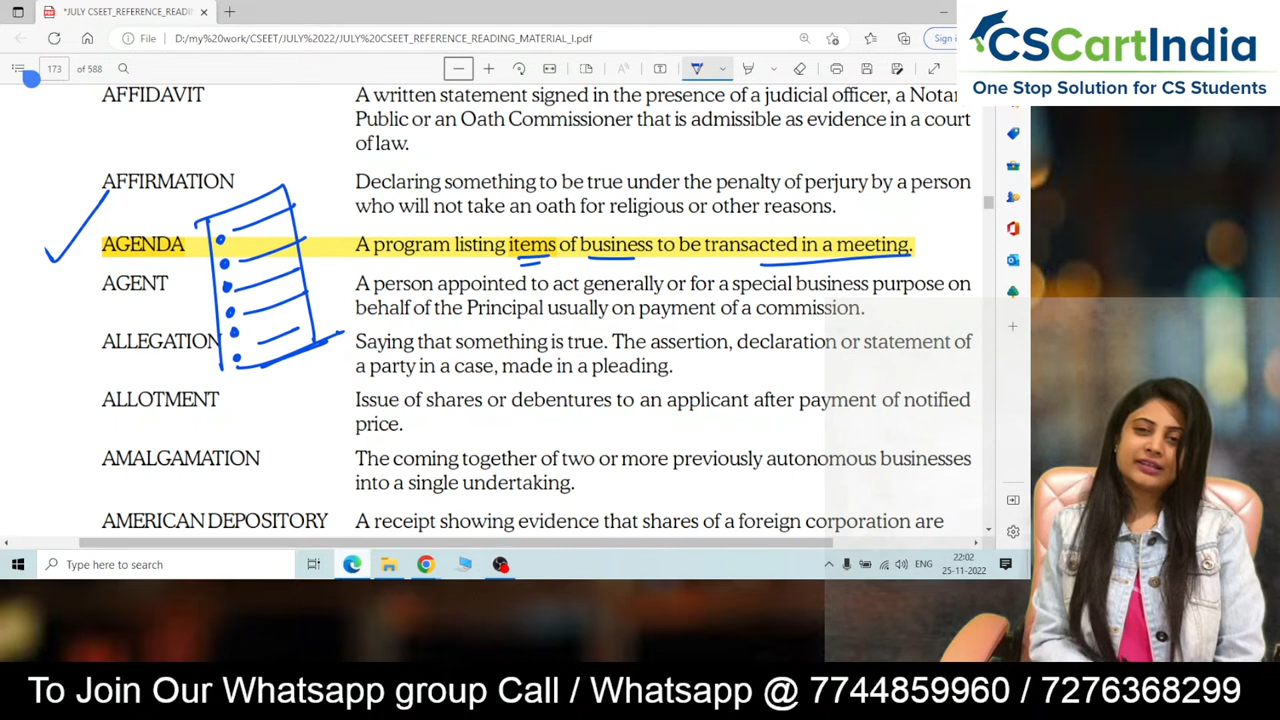 *JULY CSEET_REFERENCE_READIN
File
D:/my%20work/CSEET/JULY%202022/JULY%20CSEET_REFERENCE_READING_MATERIAL_I.pdf
Sign i
CSCartIndia
One Stop Solution for CS Students
173 of 588
AFFIDAVIT A written statement signed in the presence of a judicial officer, a Notar
Public or an Oath Commissioner that is admissible as evidence in a court
of law.
AFFIRMATION Declaring something to be true under the penalty of perjury by a person
who will not take an oath for religious or other reasons.
AGENDA A program listing items of business to be transacted in a meeting.
AGENT A person appointed to act generally or for a special business purpose on
behalf of the Principal usually on payment of a commission.
ALLEGATION Saying that something is true. The assertion, declaration or statement of
a party in a case, made in a pleading.
ALLOTMENT Issue of shares or debentures to an applicant after payment of notified
price.
AMALGAMATION The coming together of two or more previously autonomous businesses
into a single undertaking.
AMERICAN DEPOSITORY A receipt showing evidence that shares of a foreign corporation are
Type here to search
ENG
22:02
25-11-2022
To Join Our Whatsapp group Call / Whatsapp @ 7744859960 / 7276368299